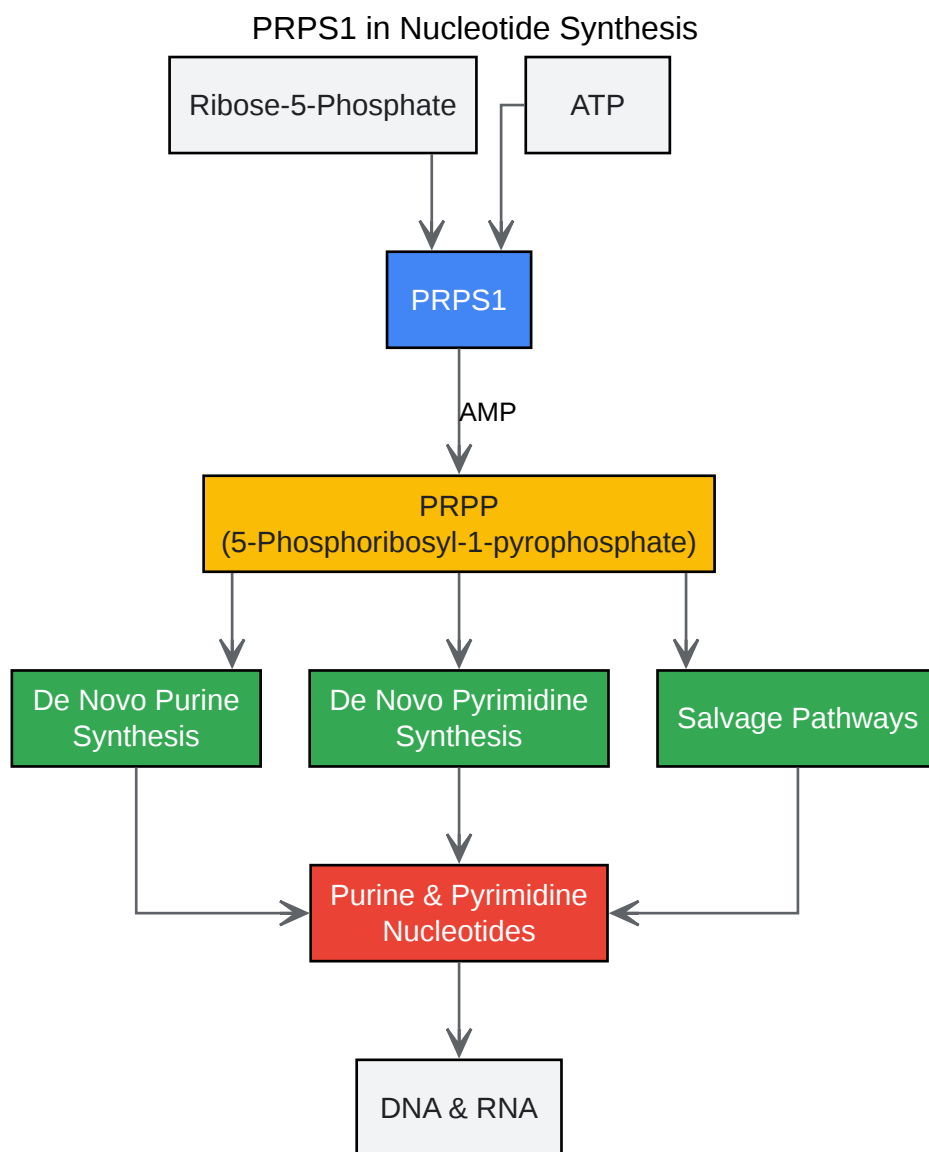 PRPS1 in Nucleotide Synthesis
Ribose-5-Phosphate
ATP
PRPS1
AMP
PRPP
(5-Phosphoribosyl-1-pyrophosphate)
De Novo Purine
Synthesis
De Novo Pyrimidine
Synthesis
Salvage Pathways
Purine & Pyrimidine
Nucleotides
DNA & RNA